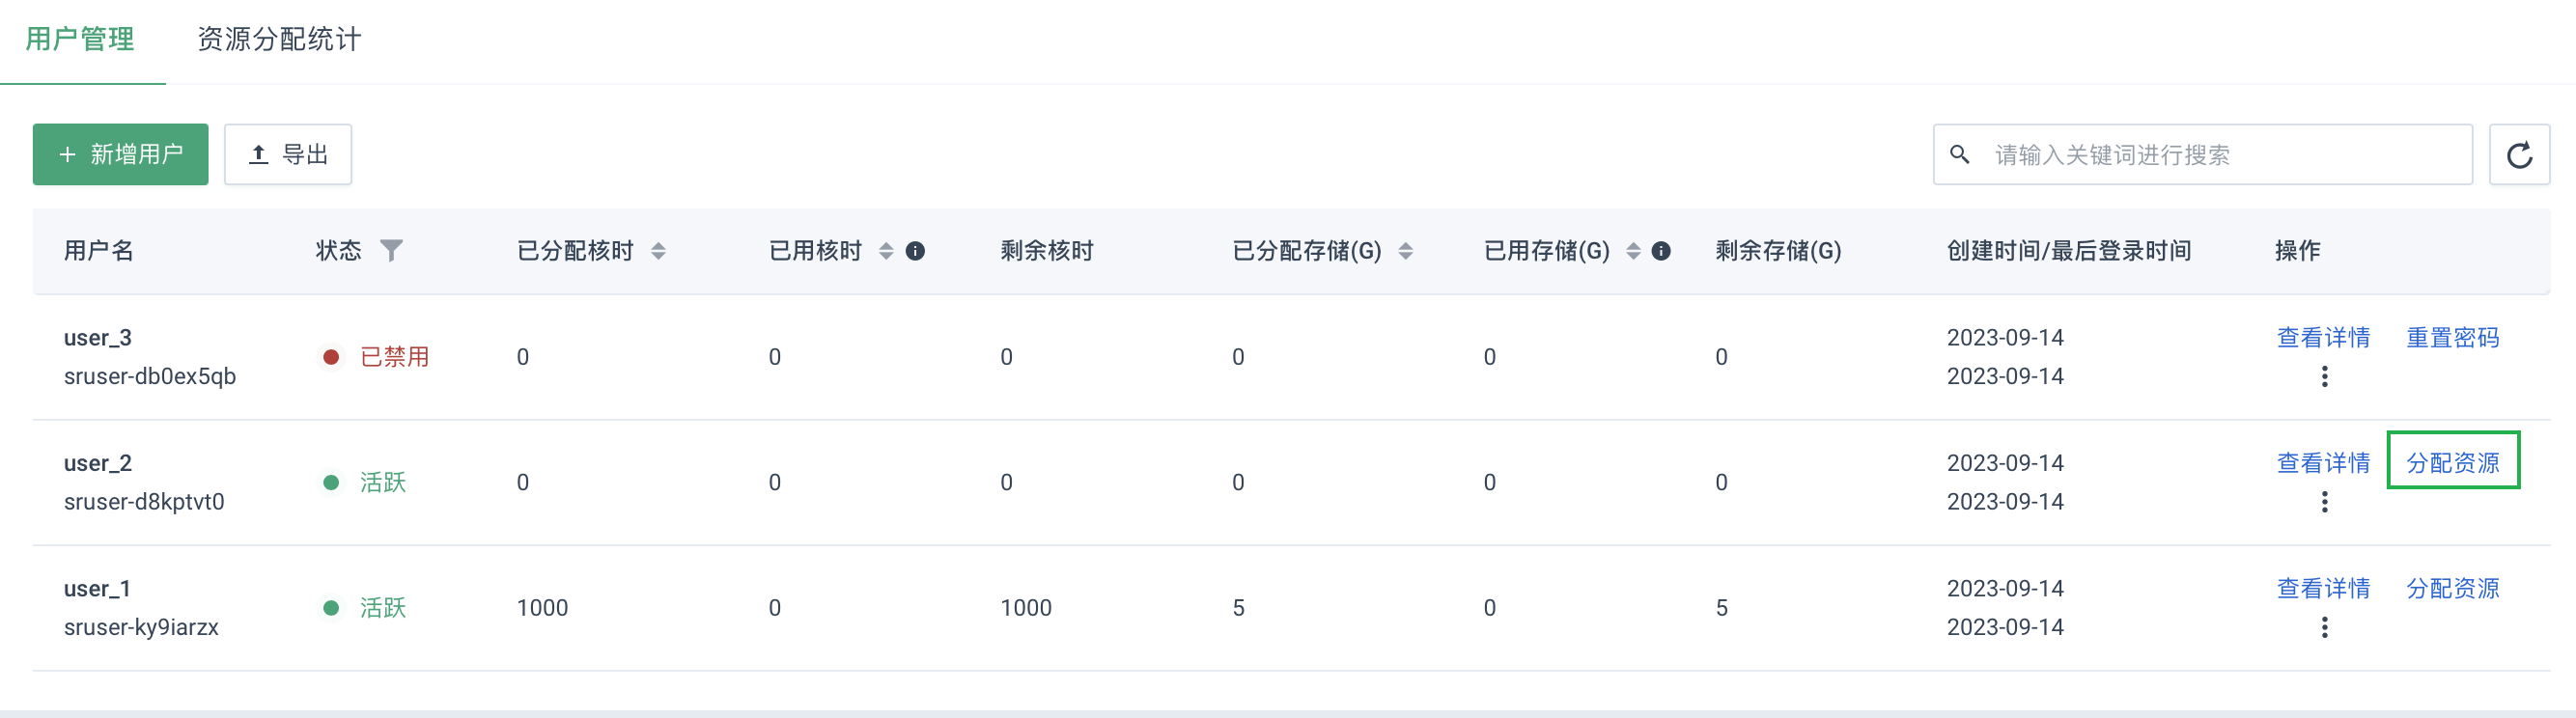 用户管理 资源分配统计
+ 新增用户 导出 请输入关键词进行搜索
用户名 状态 已分配核时 已用核时 剩余核时 已分配存储(G) 已用存储(G) 剩余存储(G) 创建时间/最后登录时间 操作
user_3 2023-09-14 查看详情 重置密码
已禁用 0 0 0 0 0 0
sruser-db0ex5qb 2023-09-14
user_2 2023-09-14 查看详情 分配资源
活跃 0 0 0 0 0 0
sruser-d8kptvt0 2023-09-14
user_1 2023-09-14 查看详情 分配资源
活跃 1000 0 1000 5 0 5
sruser-ky9iarzx 2023-09-14